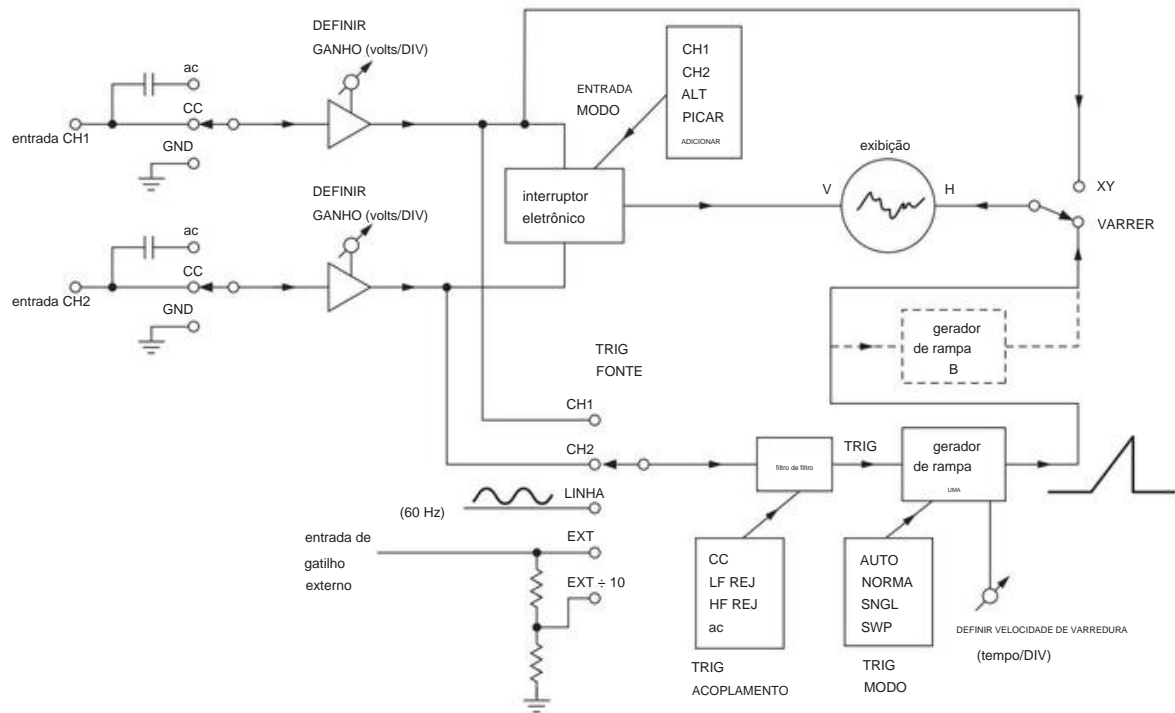 DEFINIR
GANHO (volts/DIV)
ac
CC
entrada CH1
GND
DEFINIR
GANHO (volts/DIV)
ac
CC
entrada CH2
GND
ENTRADA
MODO
CH1
CH2
ALT
PICAR
ADICIONAR
interruptor
eletrônico
exibição
V
H
XY
VARRER
gerador
de rampa
B
TRIG
FONTE
CH1
CH2
LINHA
(60 Hz)
entrada de
gatilho
externo
EXT
EXT ÷ 10
filtro de filtro
TRIG
gerador
de rampa
UMA
CC
LF REJ
HF REJ
ac
TRIG
ACOPLAMENTO
AUTO
NORMA
SNGL
SWP
TRIG
MODO
DEFINIR VELOCIDADE DE VARREDURA
(tempo/DIV)